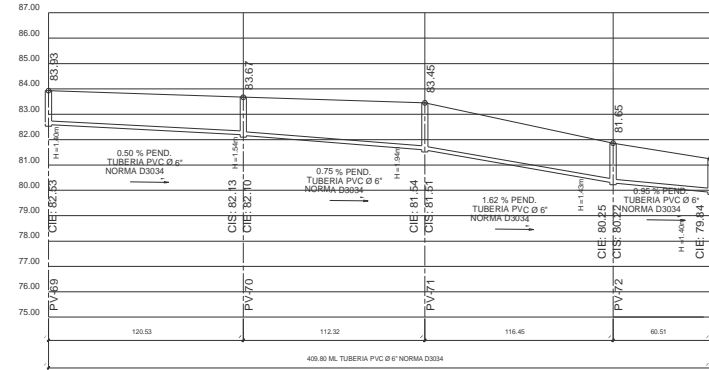 87.00
86.00
85.00
84.00
83.00
82.00
81.00
80.00
79.00
78.00
77.00
76.00
75.00
83.93
83.67
83.45
81.65
H =1.40m
H =1.54m
H =1.94m
H =1.43m
H =1.40m
0.50 % PEND.
TUBERIA PVC Ø 6"
NORMA D3034
0.75 % PEND.
TUBERIA PVC Ø 6"
NORMA D3034
1.62 % PEND.
TUBERIA PVC Ø 6"
NORMA D3034
0.95 % PEND.
TUBERIA PVC Ø 6"
NORMA D3034
CIE: 82.53
CIS: 82.13
CIE: 82.10
CIE: 81.54
CIS: 81.51
CIE: 80.25
CIS: 80.22
CIE: 79.84
PV-69
PV-70
PV-71
PV-72
120.53
112.32
116.45
60.51
409.80 ML TUBERIA PVC Ø 6" NORMA D3034